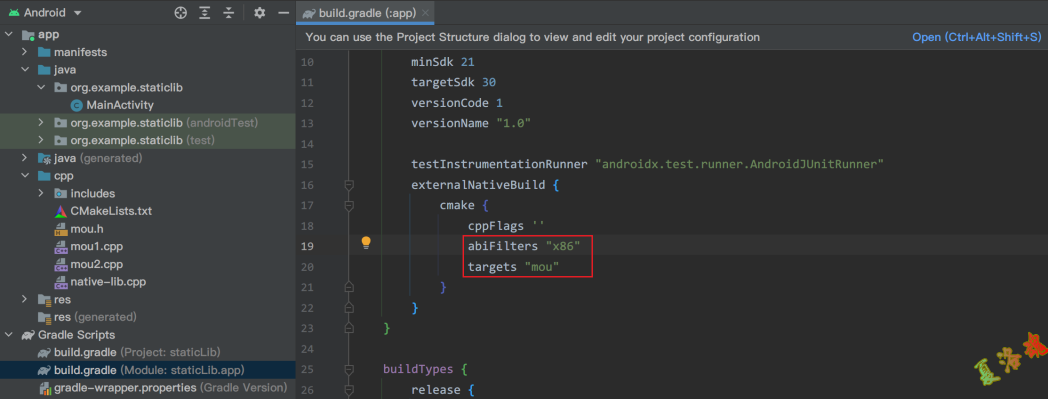 Android
build.gradle (:app)
You can use the Project Structure dialog to view and edit your project configuration
Open (Ctrl+Alt+Shift+S)
app
manifests
java
org.example.staticlib
MainActivity
org.example.staticlib (androidTest)
org.example.staticlib (test)
java (generated)
cpp
includes
CMakeLists.txt
mou.h
mou1.cpp
mou2.cpp
native-lib.cpp
res
res (generated)
Gradle Scripts
build.gradle (Project: staticLib)
build.gradle (Module: staticLib.app)
gradle-wrapper.properties (Gradle Version)
10 minSdk 21
11 targetSdk 30
12 versionCode 1
13 versionName "1.0"
14
15 testInstrumentationRunner "androidx.test.runner.AndroidJUnitRunner"
16 externalNativeBuild {
17 cmake {
18 cppFlags ''
19 abiFilters "x86"
20 targets "mou"
21 }
22 }
23 }
24
25 buildTypes {
26 release {